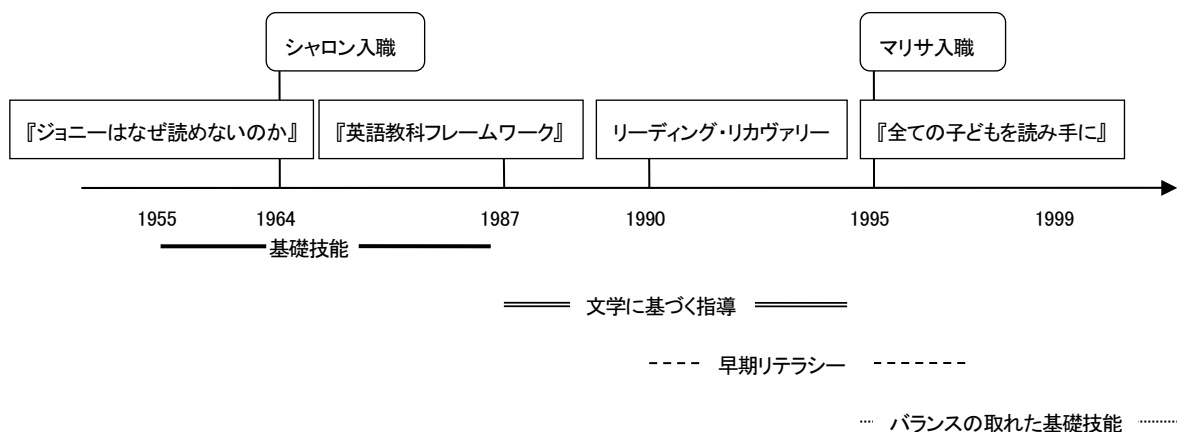 シャロン入職
マリサ入職
『ジョニーはなぜ読めないのか』
『英語教科フレームワーク』
リーディング・リカヴァリー
『全ての子どもを読み手に』
1955
1964
1987
1990
1995
1999
基礎技能
文学に基づく指導
早期リテラシー
バランスの取れた基礎技能